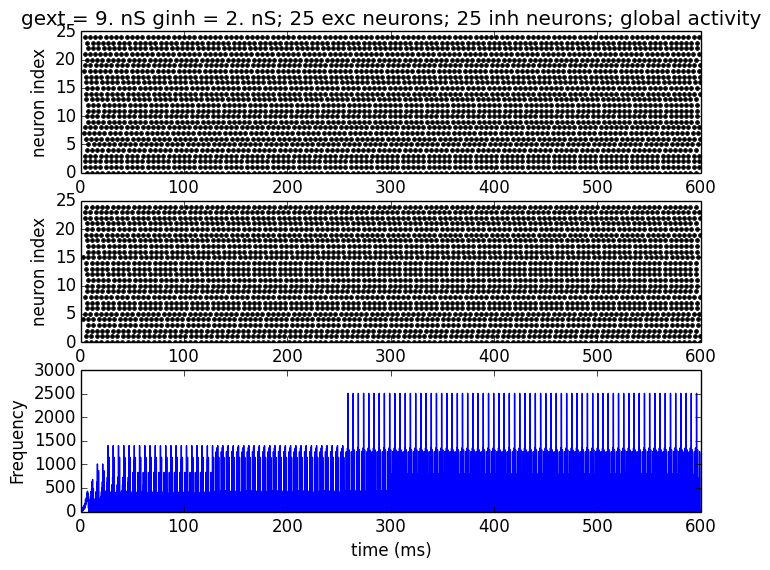 gext = 9. nS ginh = 2. nS; 25 exc neurons; 25 inh neurons; global activity
25
20
15
10
5
0
neuron index
0 100 200 300 400 500 600
25
20
15
10
5
0
neuron index
0 100 200 300 400 500 600
3000
2500
2000
1500
1000
500
0
Frequency
0 100 200 300 400 500 600
time (ms)